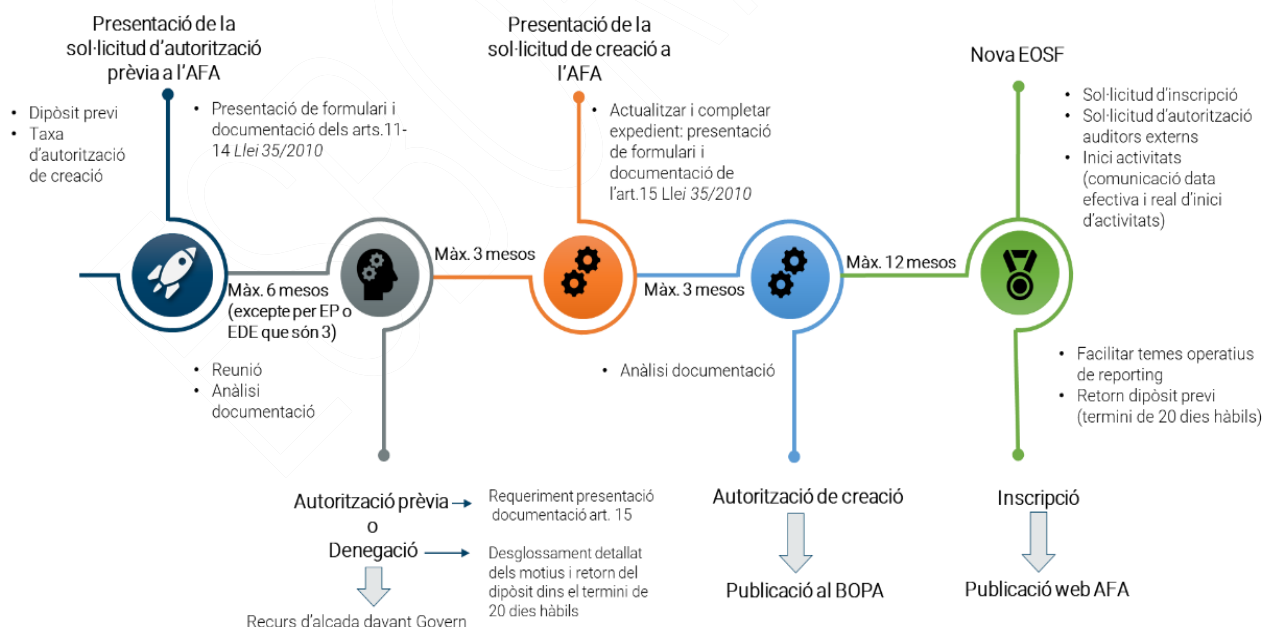 Presentació de la
sol·licitud d'autorització
prèvia a l'AFA
• Dipòsit previ
• Taxa
d'autorització
de creació
• Presentació de formulari i
documentació dels arts.11-
14 Llei 35/2010
Màx. 6 mesos
(excepte per EP o
EDE que són 3)
• Reunió
• Anàlisi
documentació
Autorització prèvia
o
Denegació
Requeriment presentació
documentació art. 15
Desglossament detallat
dels motius i retorn del
dipòsit dins el termini de
20 dies hàbils
Recurs d'alçada davant Govern
Màx. 3 mesos
Presentació de la
sol·licitud de creació a
l'AFA
• Actualitzar i completar
expedient: presentació
de formulari i
documentació de
l'art.15 Llei 35/2010
Màx. 3 mesos
• Anàlisi documentació
Autorització de creació
Publicació al BOPA
Màx. 12 mesos
Nova EOSF
• Sol·licitud d'inscripció
• Sol·licitud d'autorització
auditors externs
• Inici activitats
(comunicació data
efectiva i real d'inici
d'activitats)
• Facilitar temes operatius
de reporting
• Retorn dipòsit previ
(termini de 20 dies hàbils)
Inscripció
Publicació web AFA